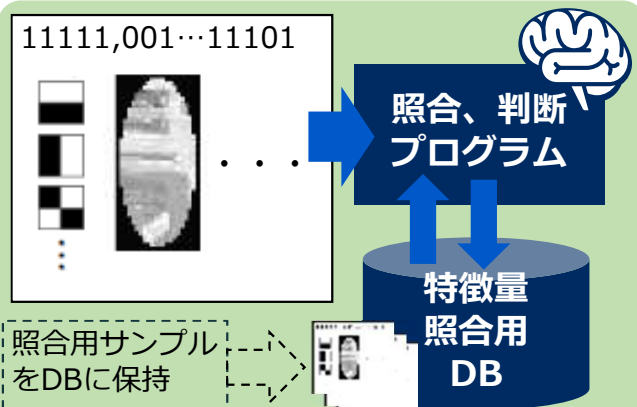 11111,001…11101
・・・
照合、判断
プログラム
特徴量
照合用
DB
照合用サンプル
をDBに保持